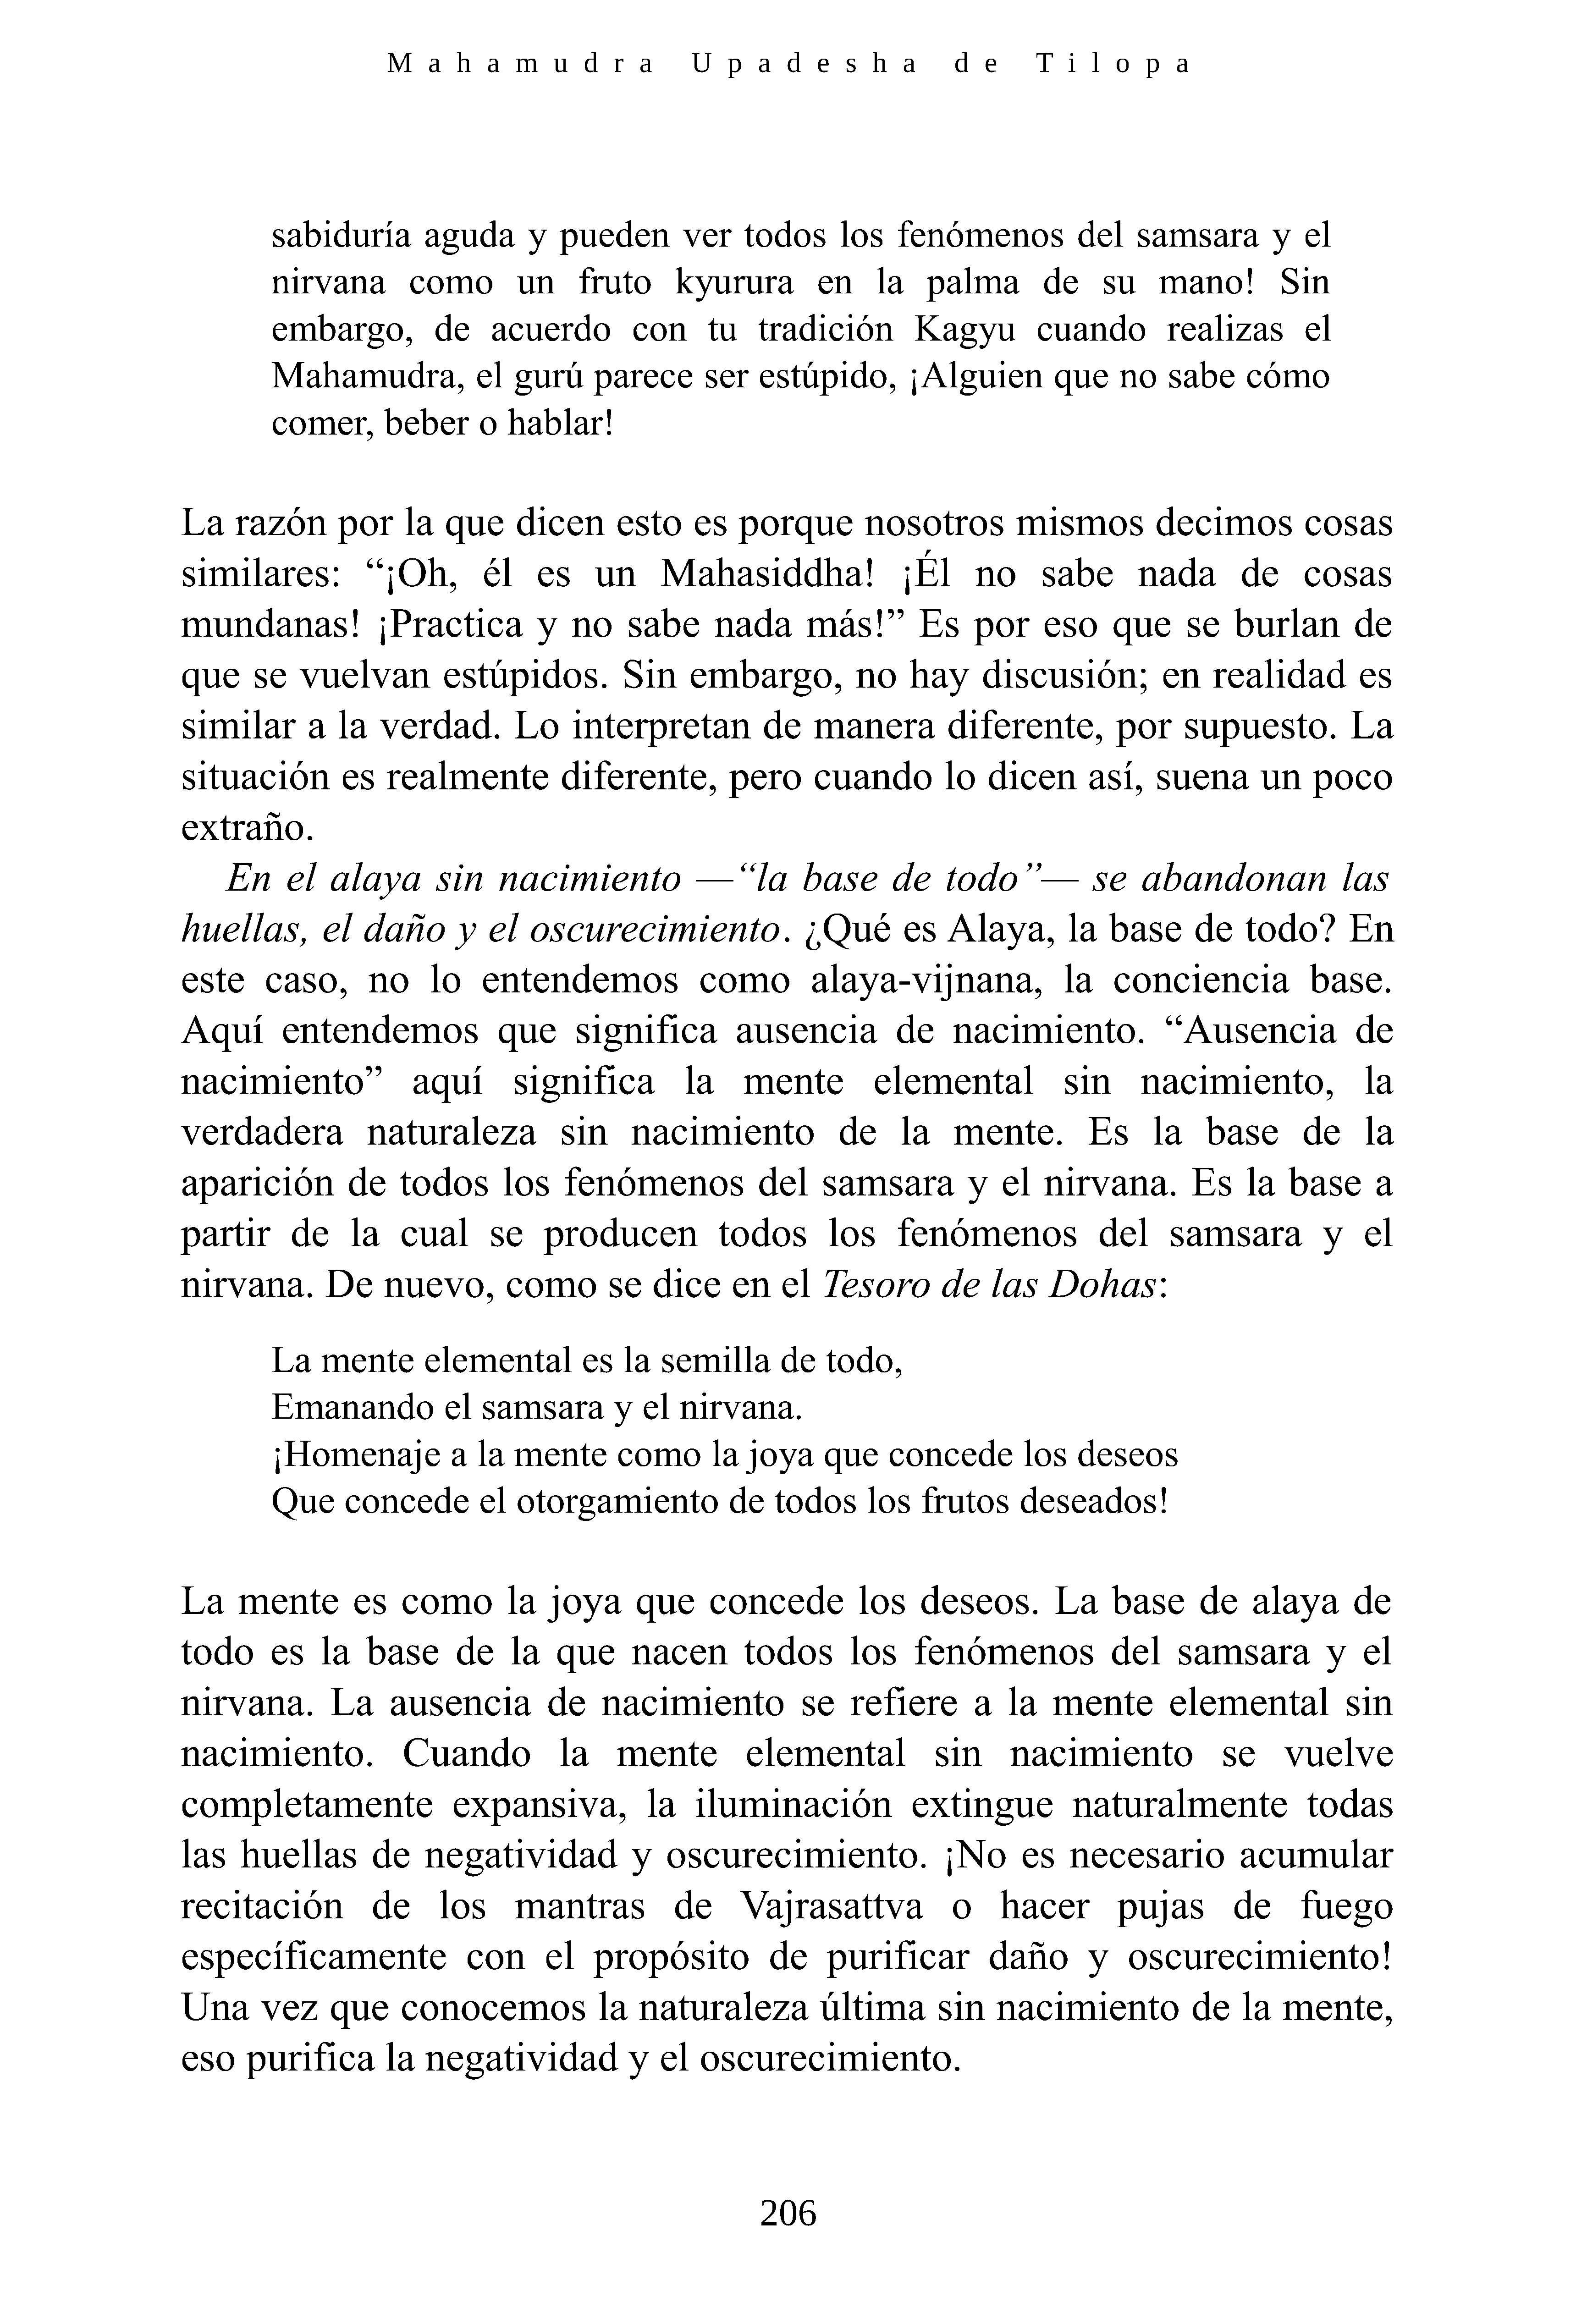 Mahamudra Upadesha de Tilopa
sabiduría aguda y pueden ver todos los fenómenos del samsara y el
nirvana como un fruto kyurura en la palma de su mano! Sin
embargo, de acuerdo con tu tradición Kagyu cuando realizas el
Mahamudra, el gurú parece ser estúpido, ¡Alguien que no sabe cómo
comer, beber o hablar!
La razón por la que dicen esto es porque nosotros mismos decimos cosas
similares: “¡Oh, él es un Mahasiddha! ¡Él no sabe nada de cosas
mundanas! ¡Practica y no sabe nada más!” Es por eso que se burlan de
que se vuelvan estúpidos. Sin embargo, no hay discusión; en realidad es
similar a la verdad. Lo interpretan de manera diferente, por supuesto. La
situación es realmente diferente, pero cuando lo dicen así, suena un poco
extraño.
En el alaya sin nacimiento —“la base de todo”— se abandonan las
huellas, el daño y el oscurecimiento. ¿Qué es Alaya, la base de todo? En
este caso, no lo entendemos como alaya-vijnana, la conciencia base.
Aquí entendemos que significa ausencia de nacimiento. “Ausencia de
nacimiento” aquí significa la mente elemental sin nacimiento, la
verdadera naturaleza sin nacimiento de la mente. Es la base de la
aparición de todos los fenómenos del samsara y el nirvana. Es la base a
partir de la cual se producen todos los fenómenos del samsara y el
nirvana. De nuevo, como se dice en el Tesoro de las Dohas:
La mente elemental es la semilla de todo,
Emanando el samsara y el nirvana.
¡Homenaje a la mente como la joya que concede los deseos
Que concede el otorgamiento de todos los frutos deseados!
La mente es como la joya que concede los deseos. La base de alaya de
todo es la base de la que nacen todos los fenómenos del samsara y el
nirvana. La ausencia de nacimiento se refiere a la mente elemental sin
nacimiento. Cuando la mente elemental sin nacimiento se vuelve
completamente expansiva, la iluminación extingue naturalmente todas
las huellas de negatividad y oscurecimiento. ¡No es necesario acumular
recitación de los mantras de Vajrasattva o hacer pujas de fuego
específicamente con el propósito de purificar daño y oscurecimiento!
Una vez que conocemos la naturaleza última sin nacimiento de la mente,
eso purifica la negatividad y el oscurecimiento.
206